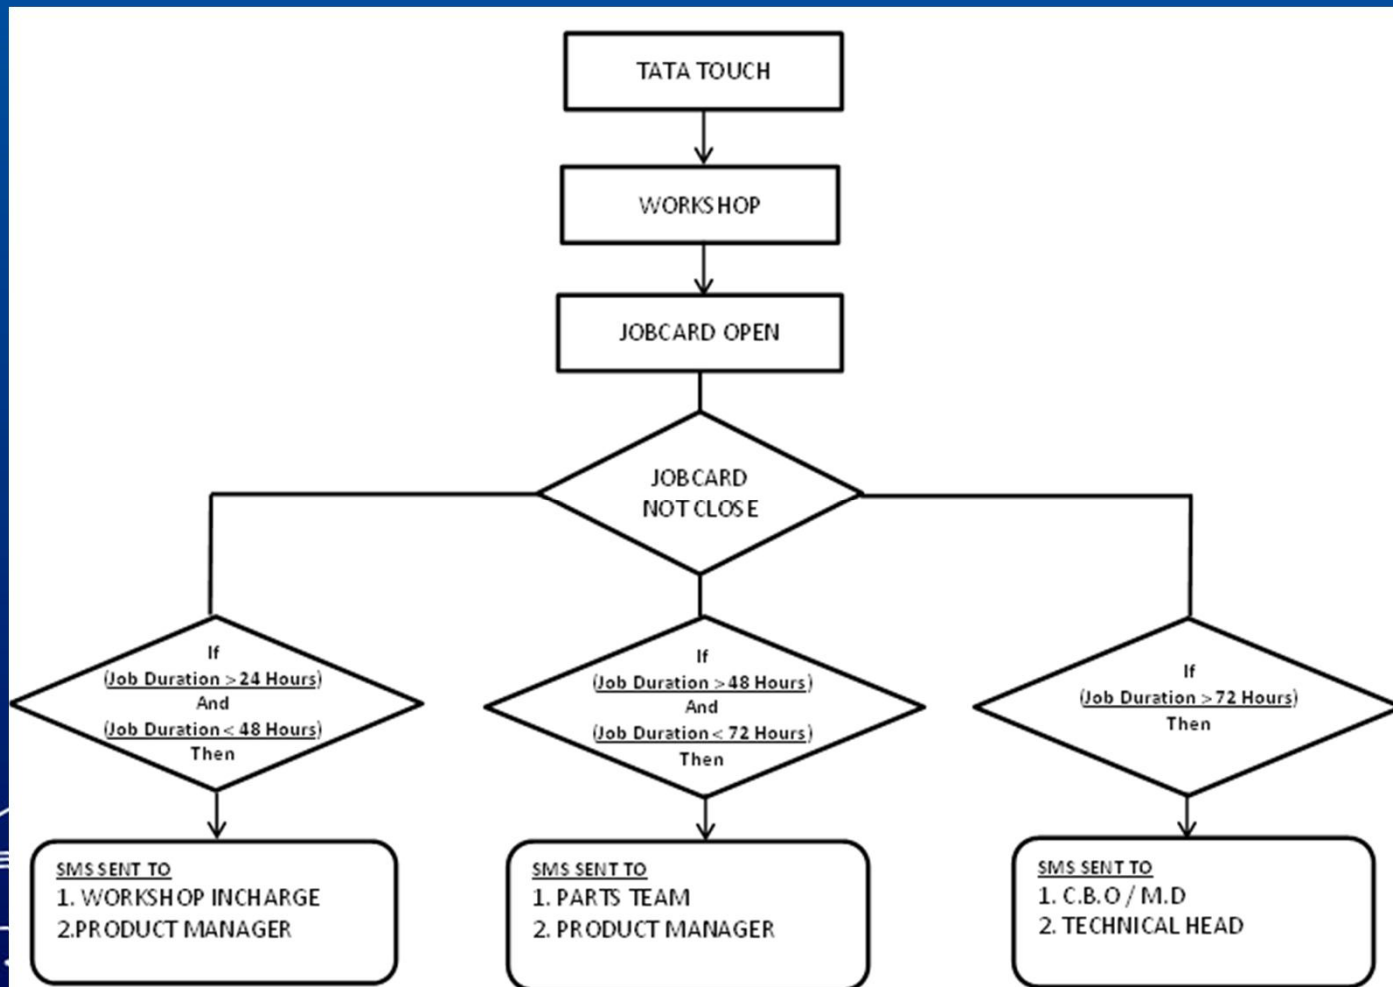 TATA TOUCH
WORKSHOP
JOBCARD OPEN
JOBCARD
NOT CLOSE
If
(Job Duration > 24 Hours)
And
(Job Duration < 48 Hours)
Then
If
(Job Duration > 48 Hours)
And
(Job Duration < 72 Hours)
Then
If
(Job Duration > 72 Hours)
Then
SMS SENT TO
1. WORKSHOP INCHARGE
2.PRODUCT MANAGER
SMS SENT TO
1. PARTS TEAM
2. PRODUCT MANAGER
SMS SENT TO
1. C.B.O / M.D
2. TECHNICAL HEAD